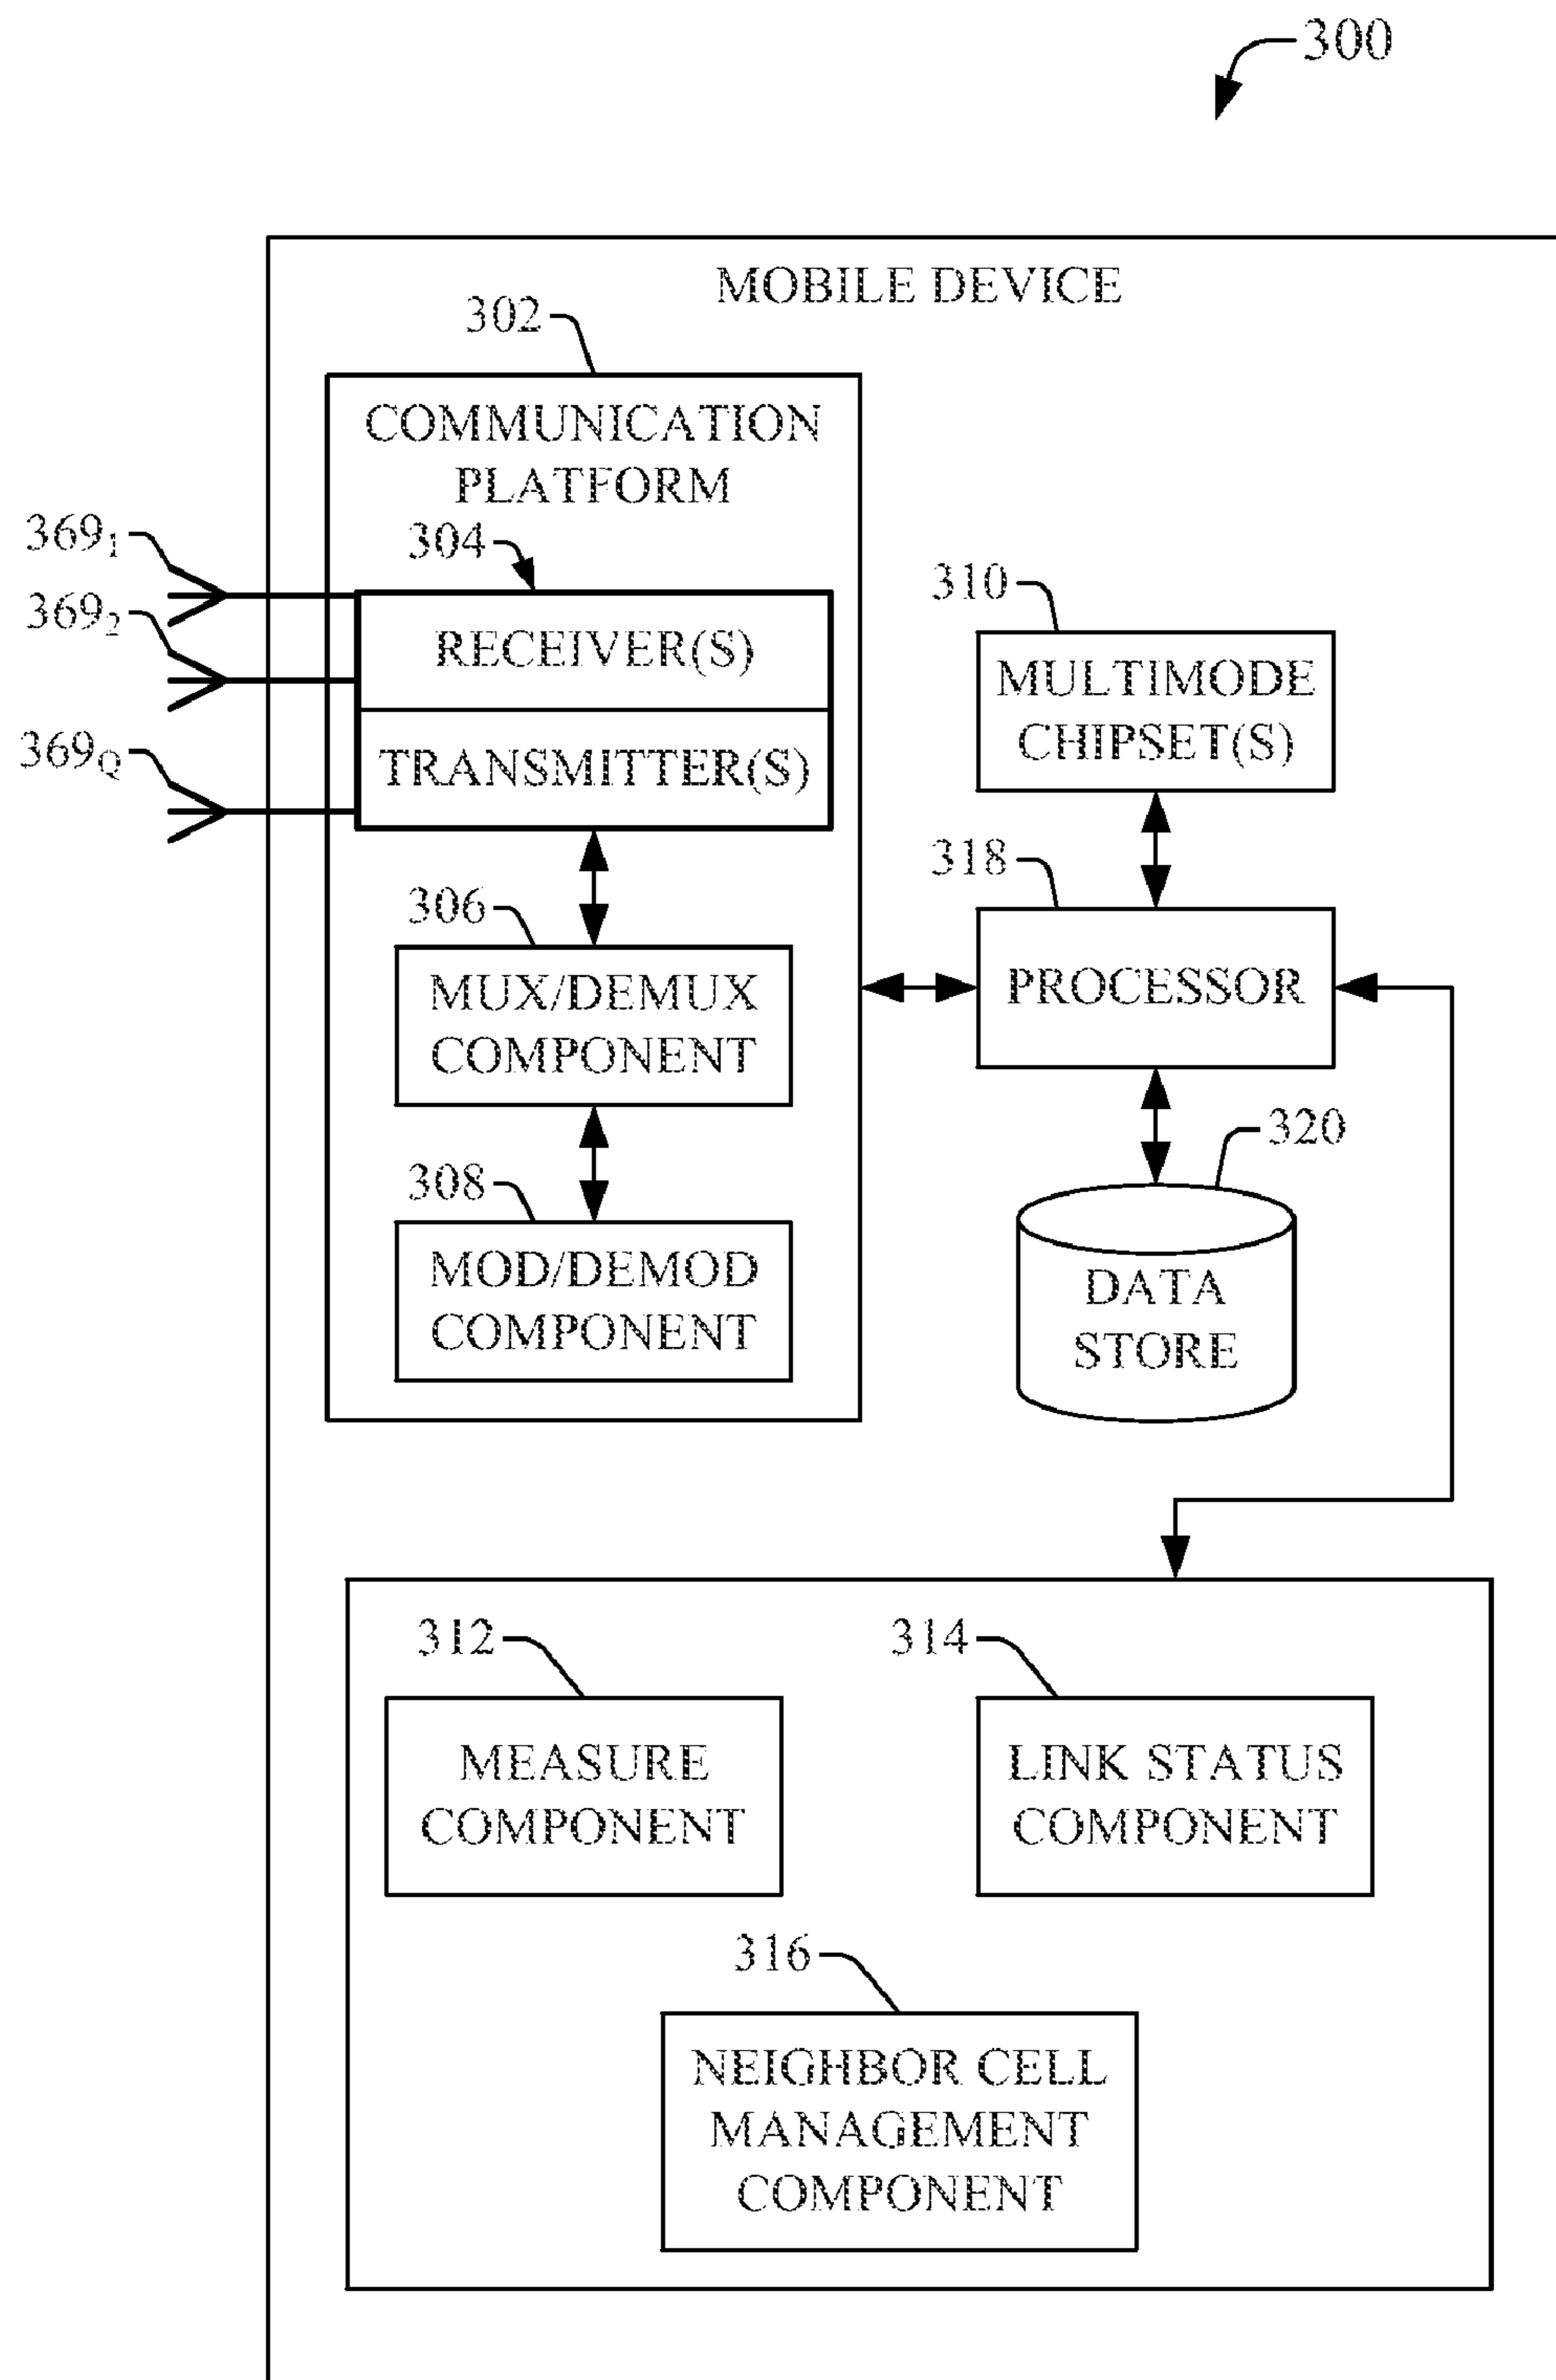 300
MOBILE DEVICE
302
COMMUNICATION
PLATFORM
304
369₁
369₂
369Q
RECEIVER(S)
TRANSMITTER(S)
310
MULTIMODE
CHIPSET(S)
318
PROCESSOR
306
MUX/DEMUX
COMPONENT
308
MOD/DEMOD
COMPONENT
320
DATA
STORE
312
MEASURE
COMPONENT
314
LINK STATUS
COMPONENT
316
NEIGHBOR CELL
MANAGEMENT
COMPONENT